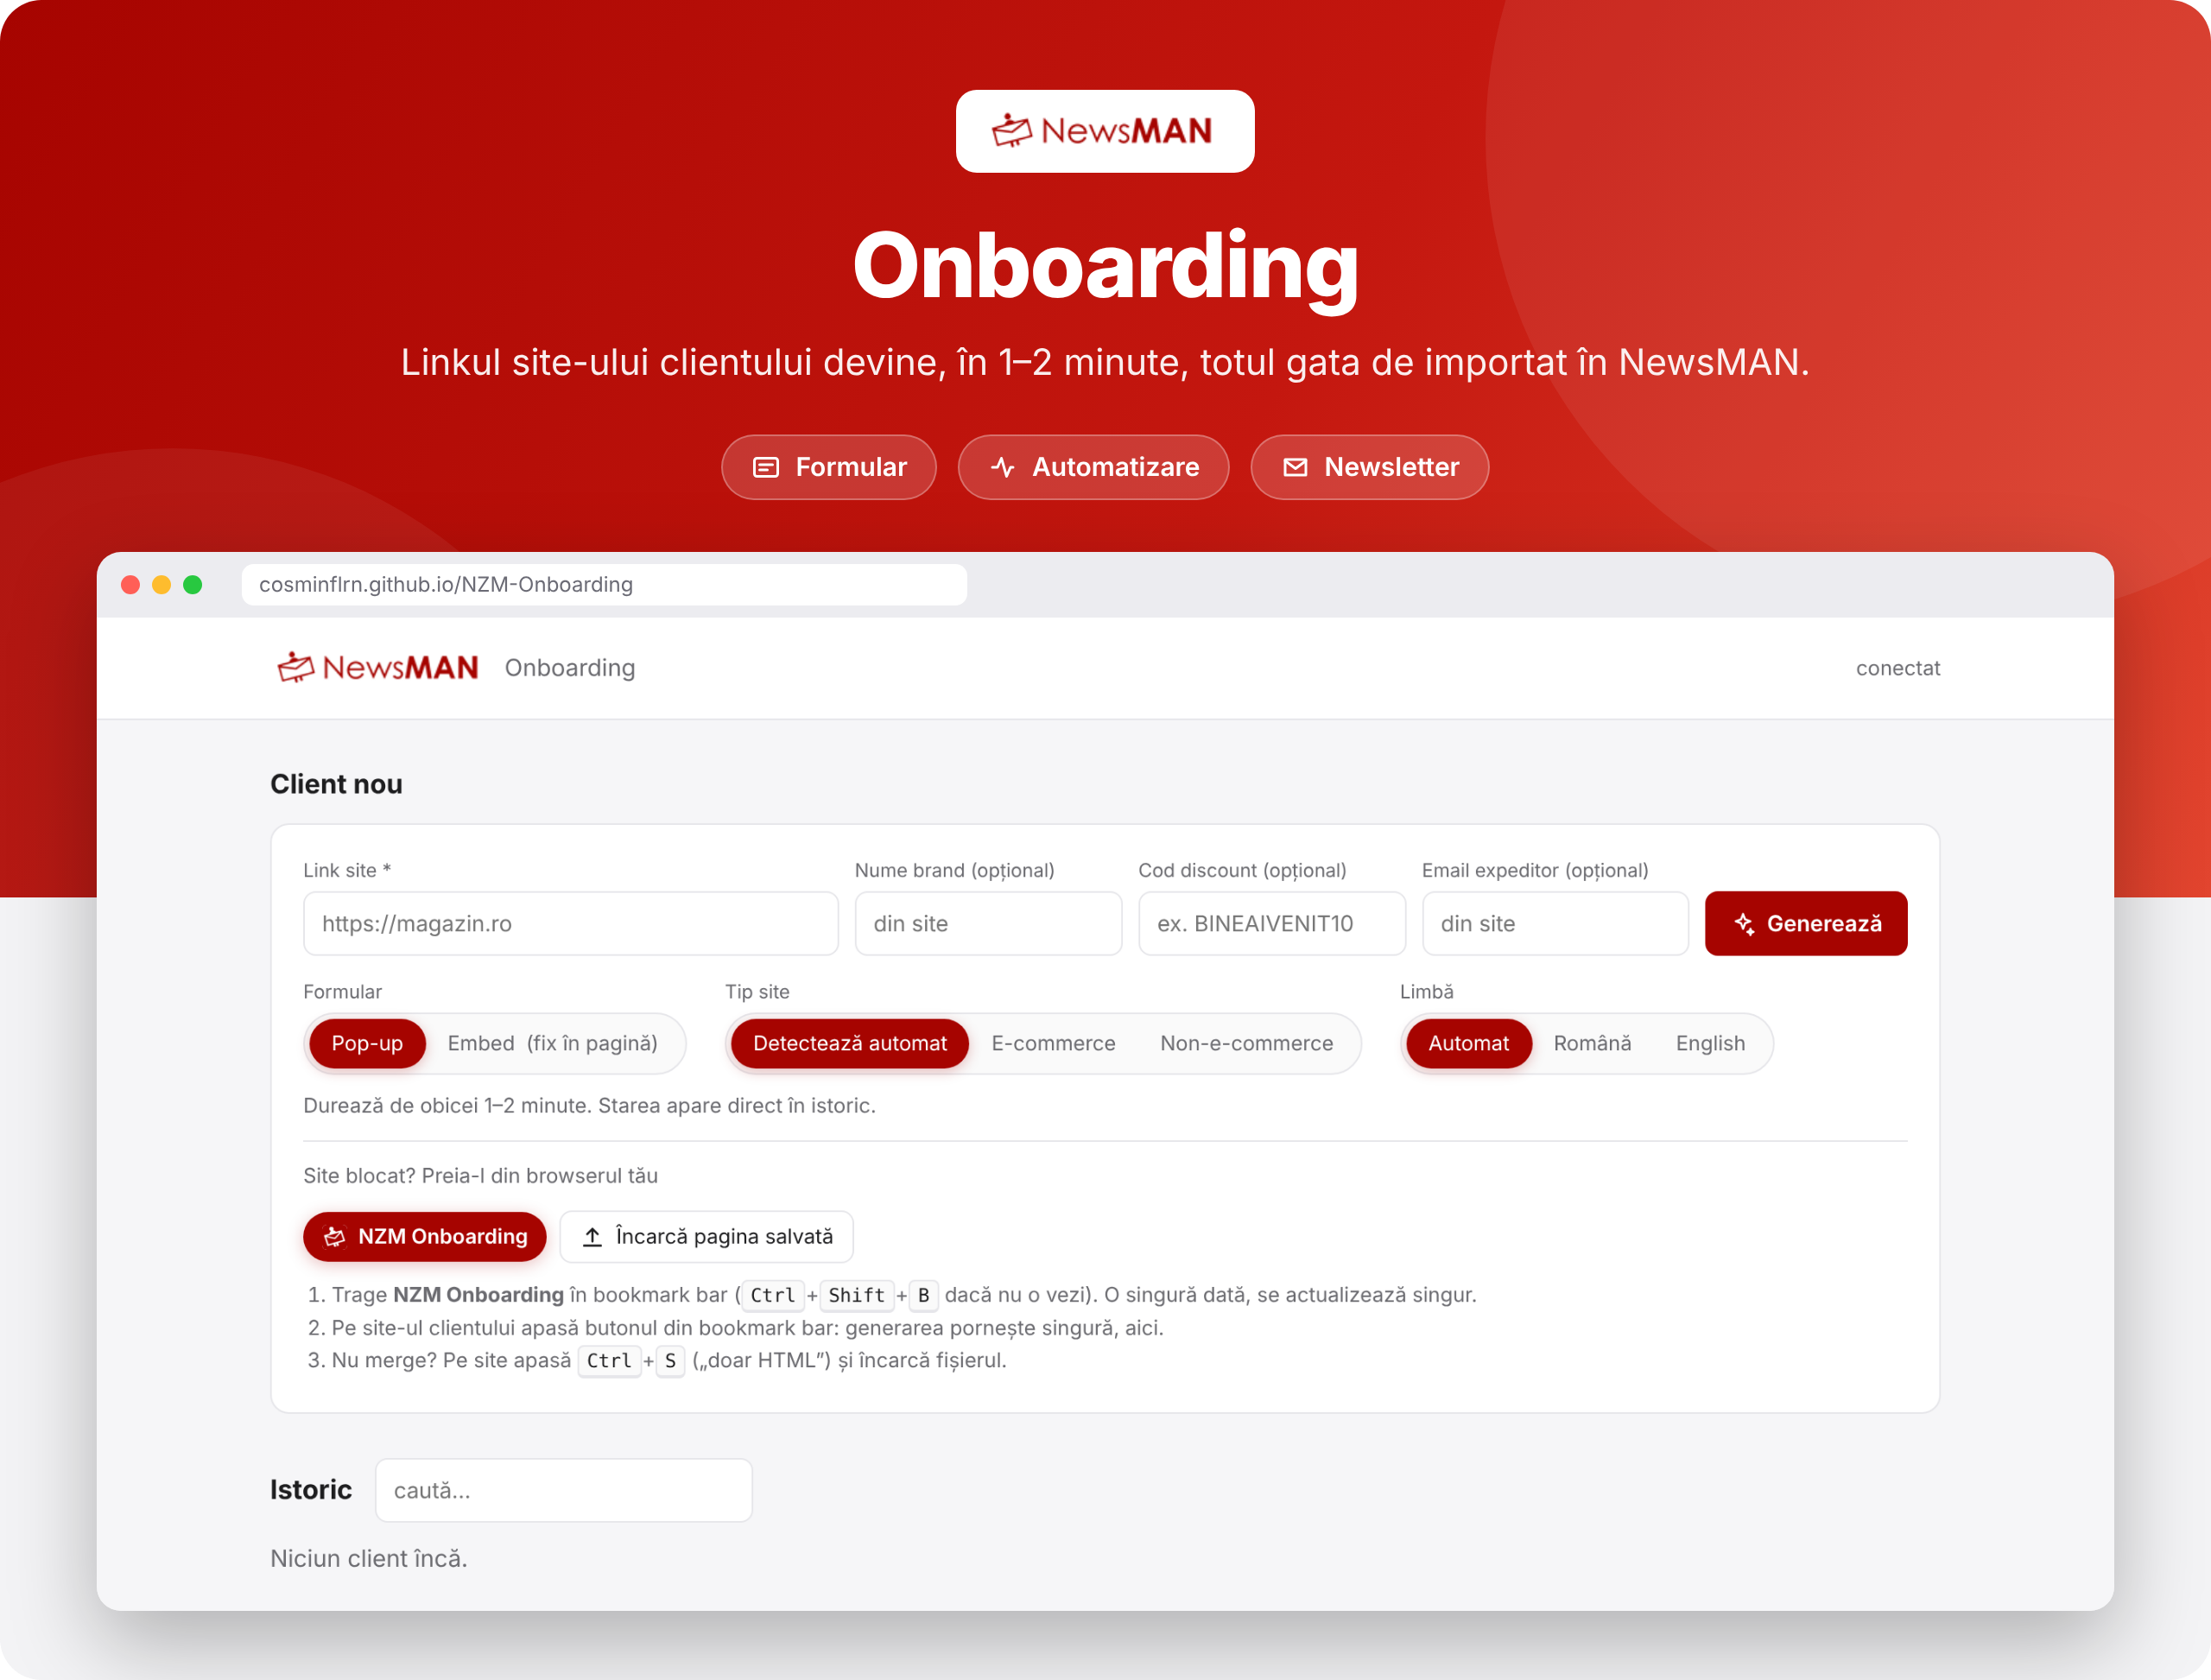 NewsMAN
Onboarding
Linkul site-ului clientului devine, în 1–2 minute, totul gata de importat în NewsMAN.
Formular
Automatizare
Newsletter
cosminflrn.github.io/NZM-Onboarding
NewsMAN Onboarding
conectat
Client nou
Link site *
Nume brand (opțional)
Cod discount (opțional)
Email expeditor (opțional)
https://magazin.ro
din site
ex. BINEAIVENIT10
din site
Generează
Formular
Tip site
Limbă
Pop-up
Embed (fix în pagină)
Detectează automat
E-commerce
Non-e-commerce
Automat
Română
English
Durează de obicei 1–2 minute. Starea apare direct în istoric.
Site blocat? Preia-l din browserul tău
NZM Onboarding
Încarcă pagina salvată
1. Trage NZM Onboarding în bookmark bar (Ctrl+Shift+B dacă nu o vezi). O singură dată, se actualizează singur.
2. Pe site-ul clientului apasă butonul din bookmark bar: generarea pornește singură, aici.
3. Nu merge? Pe site apasă Ctrl+S („doar HTML”) și încarcă fișierul.
Istoric
caută...
Niciun client încă.